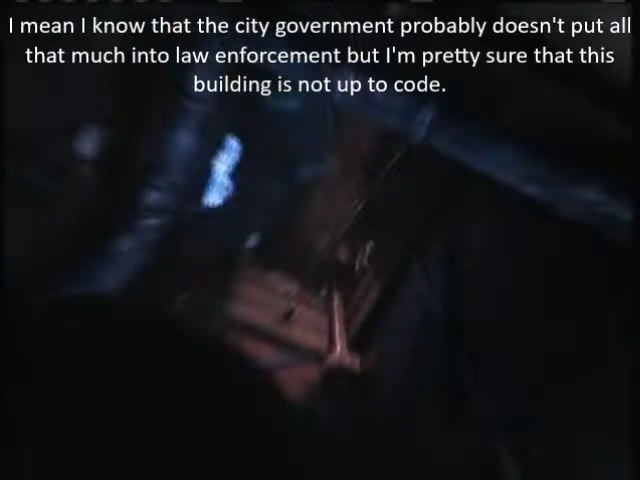 I mean I know that the city government probably doesn't put all
that much into law enforcement but I'm pretty sure that this
building is not up to code.